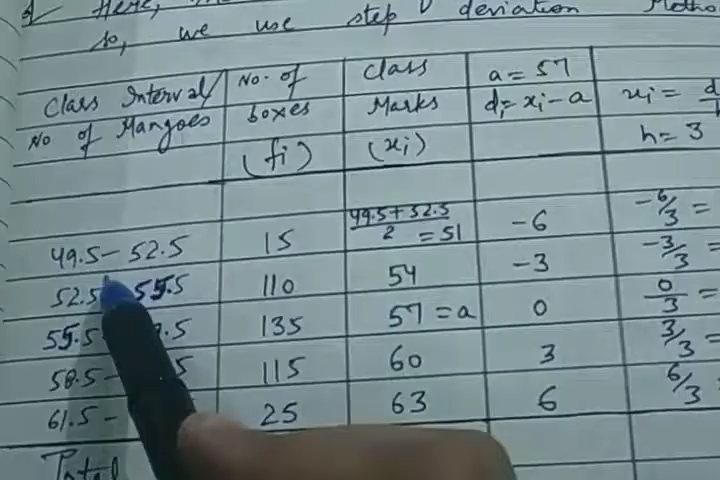 so, we use step deviation
Class Interval/ No. of Class a = 57
No of Mangoes boxes Marks di = xi - a ui =
(fi) (xi) h = 3
49.5 - 52.5 15 49.5 + 52.5 / 2 = 51 -6 -6/3 =
52.5 55.5 110 54 -3 -3/3 =
55.5 135 57 = a 0 0/3 =
58.5 - 115 60 3 3/3 =
61.5 - 25 63 6 6/3
Total